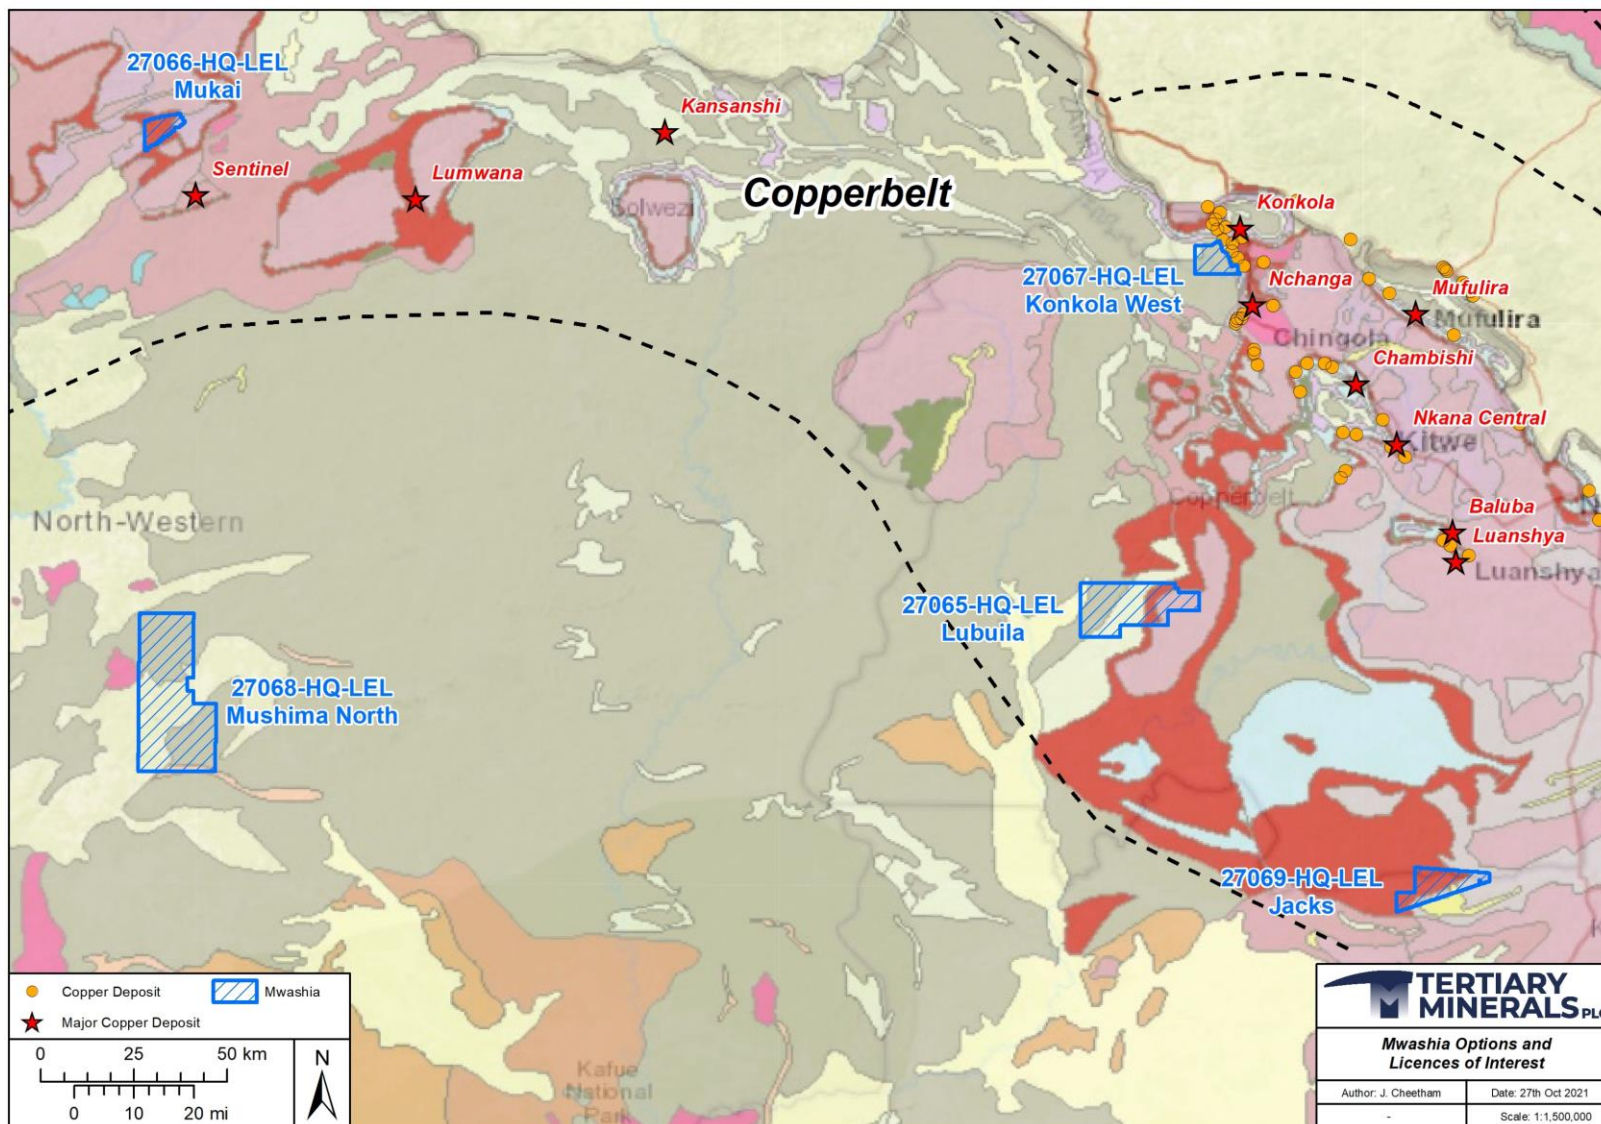 27066-HQ-LEL
Mukai
Sentinel
Lumwana
Kansanshi
Solwezi
Copperbelt
Konkola
27067-HQ-LEL
Konkola West
Nchanga
Mufulira
Mufulira
Chingola
Chambishi
Nkana Central
Kitwe
Copperbelt
Baluba
Luanshya
Luanshya
North-Western
27065-HQ-LEL
Lubuila
27068-HQ-LEL
Mushima North
27069-HQ-LEL
Jacks
Kafue
National
Park
Copper Deposit
Mwashia
Major Copper Deposit
0 25 50 km
0 10 20 mi
N
TERTIARY
MINERALS PLC
Mwashia Options and
Licences of Interest
Author: J. Cheetham
Date: 27th Oct 2021
-
Scale: 1:1,500,000